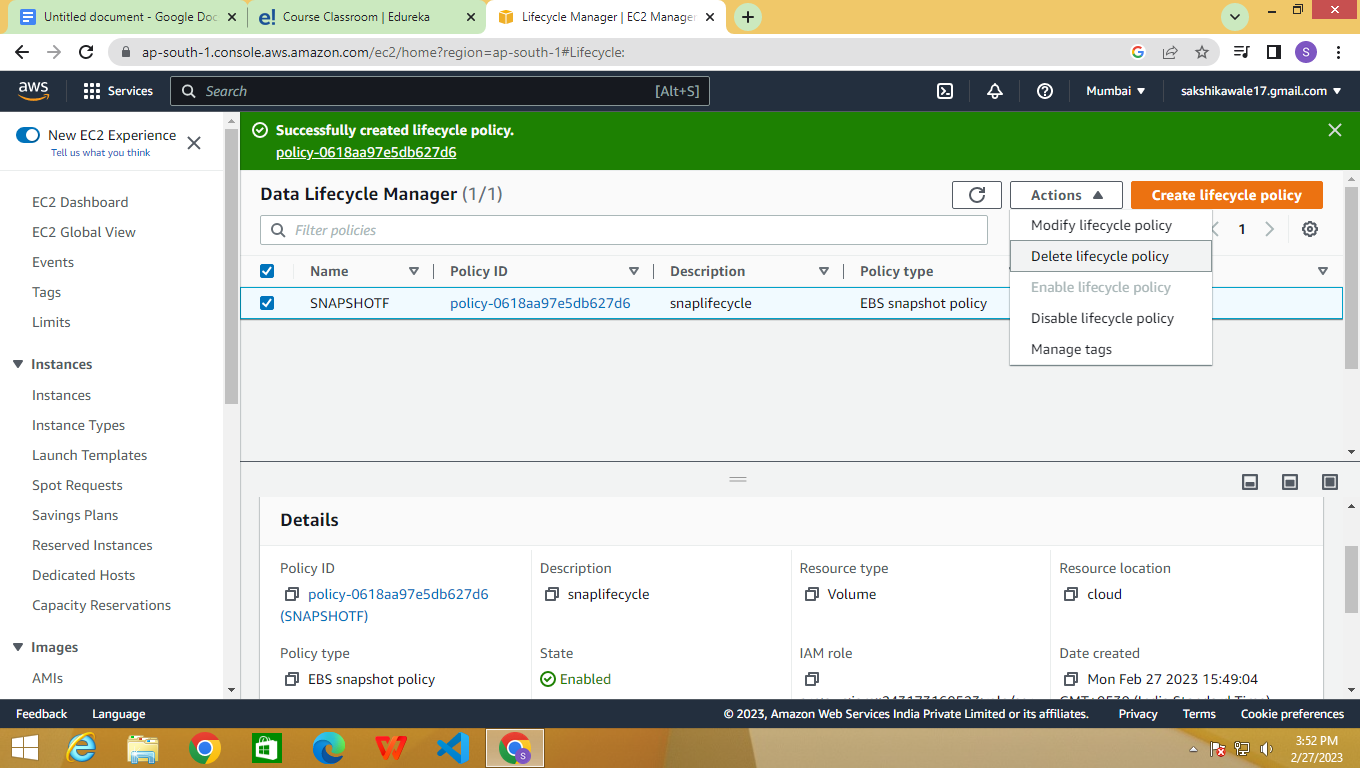 Untitled document - Google Doc
Course Classroom | Edureka
Lifecycle Manager | EC2 Manager
ap-south-1.console.aws.amazon.com/ec2/home?region=ap-south-1#Lifecycle:
S
aws
Services
Search
[Alt+S]
Mumbai
sakshikawale17.gmail.com
New EC2 Experience
Tell us what you think
EC2 Dashboard
EC2 Global View
Events
Tags
Limits
Instances
Instances
Instance Types
Launch Templates
Spot Requests
Savings Plans
Reserved Instances
Dedicated Hosts
Capacity Reservations
Images
AMIs
Successfully created lifecycle policy.
policy-0618aa97e5db627d6
Data Lifecycle Manager (1/1)
Actions
Create lifecycle policy
Filter policies
1
Modify lifecycle policy
Delete lifecycle policy
Enable lifecycle policy
Disable lifecycle policy
Manage tags
Name Policy ID Description Policy type
SNAPSHOTF policy-0618aa97e5db627d6 snaplifecycle EBS snapshot policy
Details
Policy ID
policy-0618aa97e5db627d6
(SNAPSHOTF)
Description
snaplifecycle
Resource type
Volume
Resource location
cloud
Policy type
EBS snapshot policy
State
Enabled
IAM role
Date created
Mon Feb 27 2023 15:49:04
Feedback Language © 2023, Amazon Web Services India Private Limited or its affiliates. Privacy Terms Cookie preferences
3:52 PM
2/27/2023